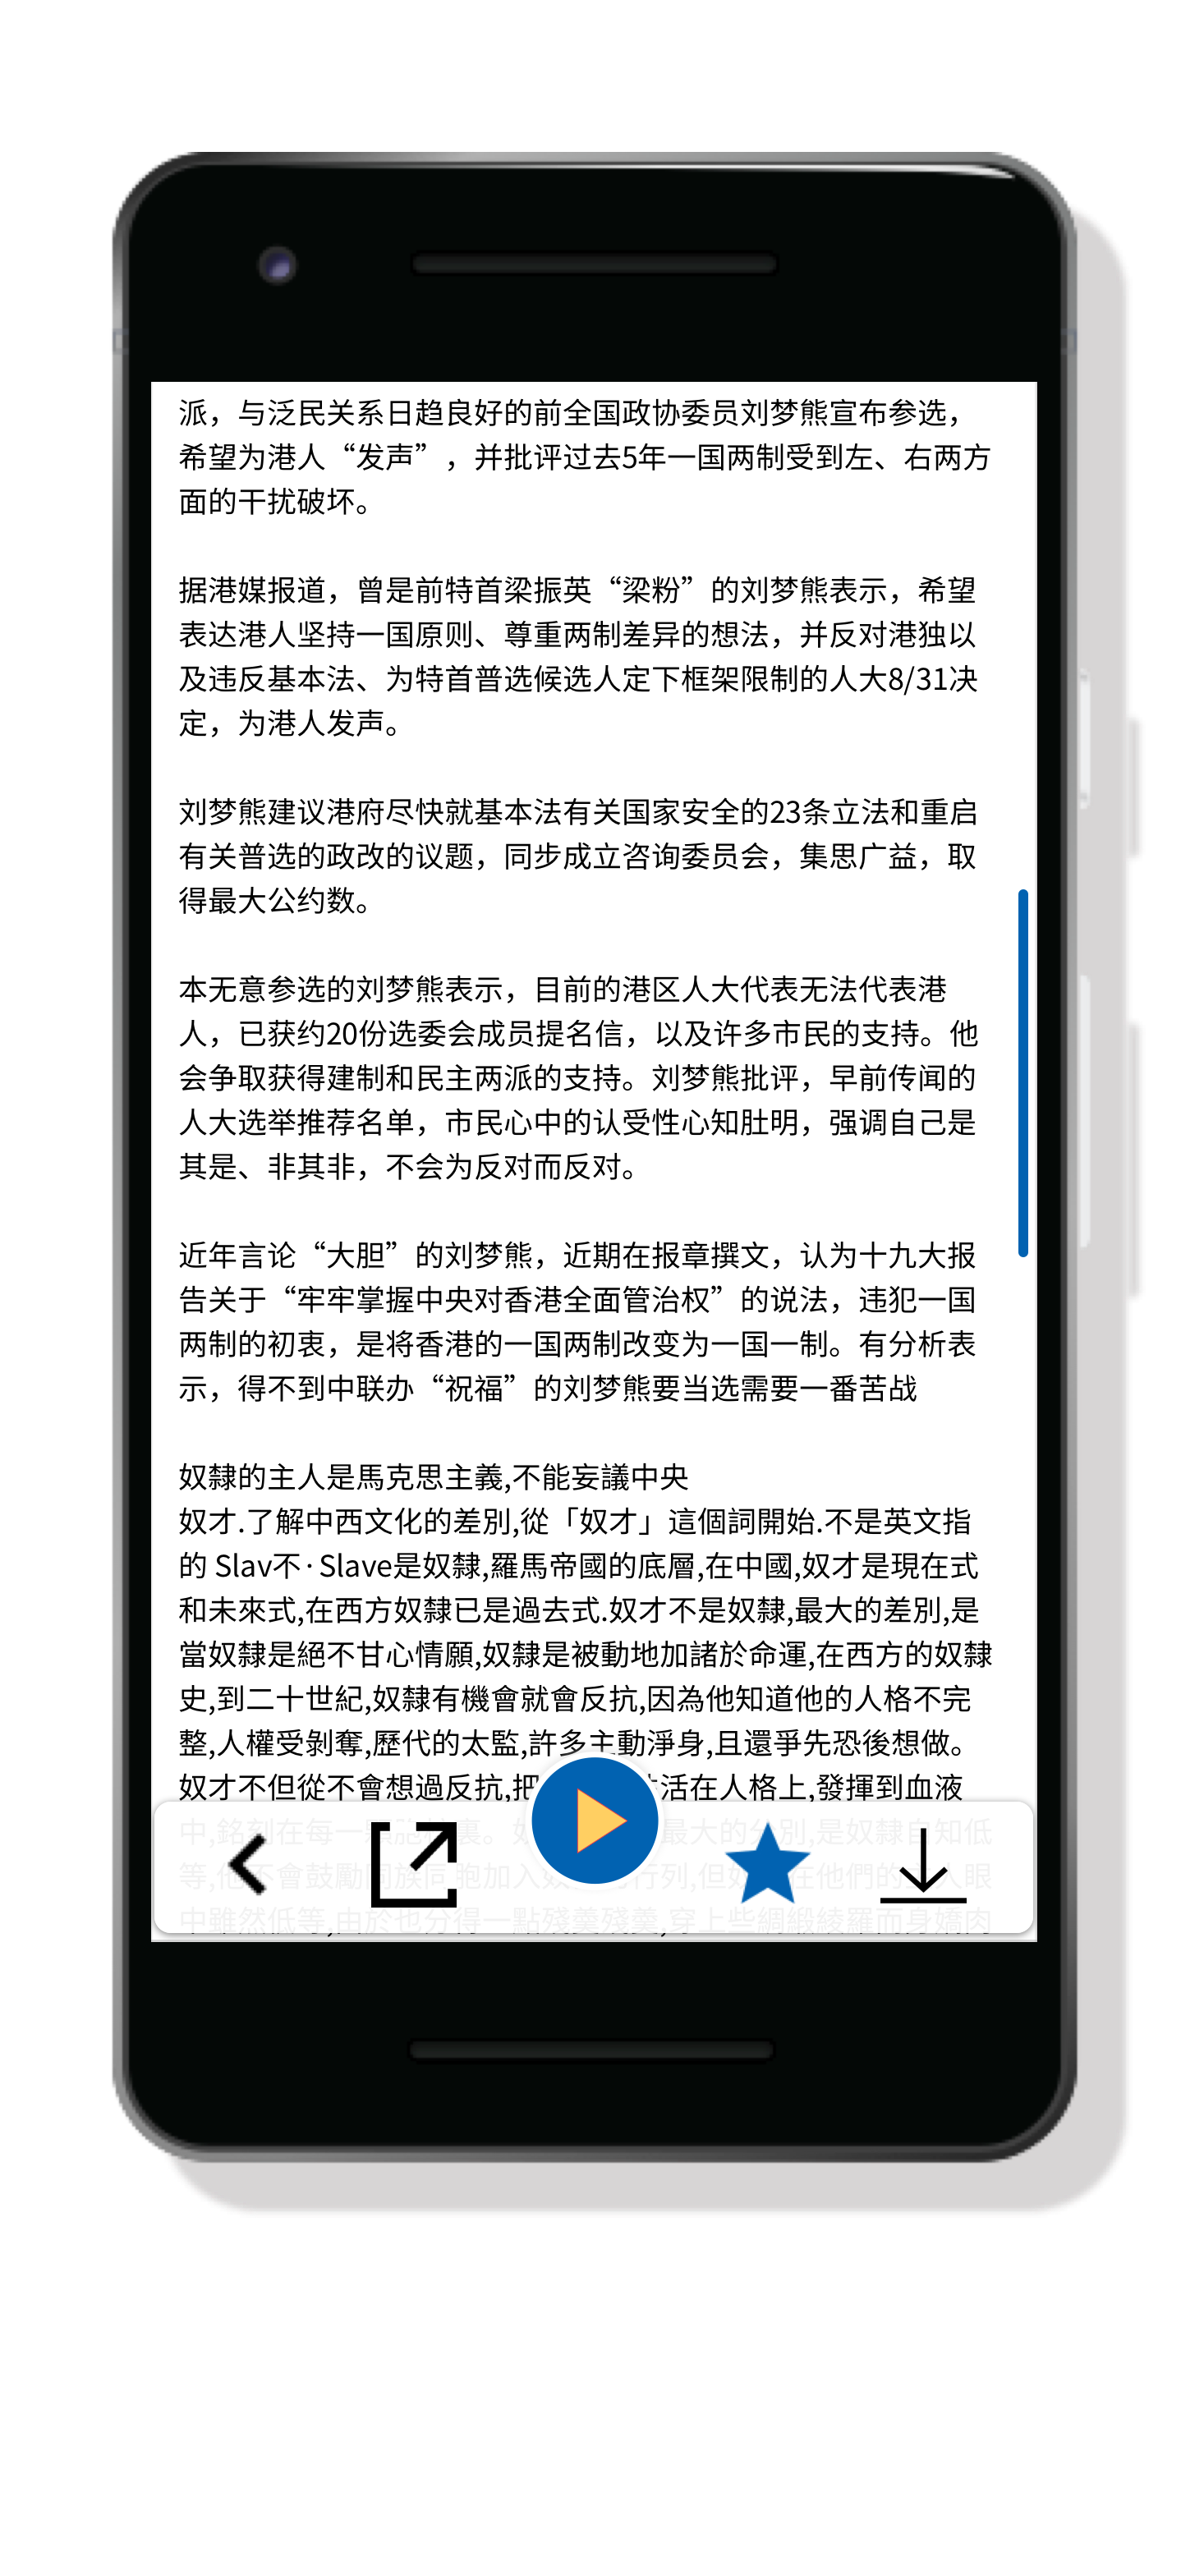 派，与泛民关系日趋良好的前全国政协委员刘梦熊宣布参选，
希望为港人“发声”，并批评过去5年一国两制受到左、右两方
面的干扰破坏。
据港媒报道，曾是前特首梁振英“梁粉”的刘梦熊表示，希望
表达港人坚持一国原则、尊重两制差异的想法，并反对港独以
及违反基本法、为特首普选候选人定下框架限制的人大8/31决
定，为港人发声。
刘梦熊建议港府尽快就基本法有关国家安全的23条立法和重启
有关普选的政改的议题，同步成立咨询委员会，集思广益，取
得最大公约数。
本无意参选的刘梦熊表示，目前的港区人大代表无法代表港
人，已获约20份选委会成员提名信，以及许多市民的支持。他
会争取获得建制和民主两派的支持。刘梦熊批评，早前传闻的
人大选举推荐名单，市民心中的认受性心知肚明，强调自己是
其是、非其非，不会为反对而反对。
近年言论“大胆”的刘梦熊，近期在报章撰文，认为十九大报
告关于“牢牢掌握中央对香港全面管治权”的说法，违犯一国
两制的初衷，是将香港的一国两制改变为一国一制。有分析表
示，得不到中联办“祝福”的刘梦熊要当选需要一番苦战
奴隸的主人是馬克思主義,不能妄議中央
奴才.了解中西文化的差別,從「奴才」這個詞開始.不是英文指
的 Slav不·Slave是奴隸,羅馬帝國的底層,在中國,奴才是現在式
和未來式,在西方奴隸已是過去式.奴才不是奴隸,最大的差別,是
當奴隸是絕不甘心情願,奴隸是被動地加諸於命運,在西方的奴隸
史,到二十世紀,奴隸有機會就會反抗,因為他知道他的人格不完
整,人權受剝奪,歷代的太監,許多主動淨身,且還爭先恐後想做。
奴才不但從不會想過反抗,把 活在人格上,發揮到血液
中,銘刻在每一 裏。 最大的分別,是奴隸自知低
等,他不會鼓勵同族同胞加入 行列,但 在他們的 人眼
中雖然低等,由於也分得一點殘羹殘羹,穿上些綢緞綾羅而身嬌肉